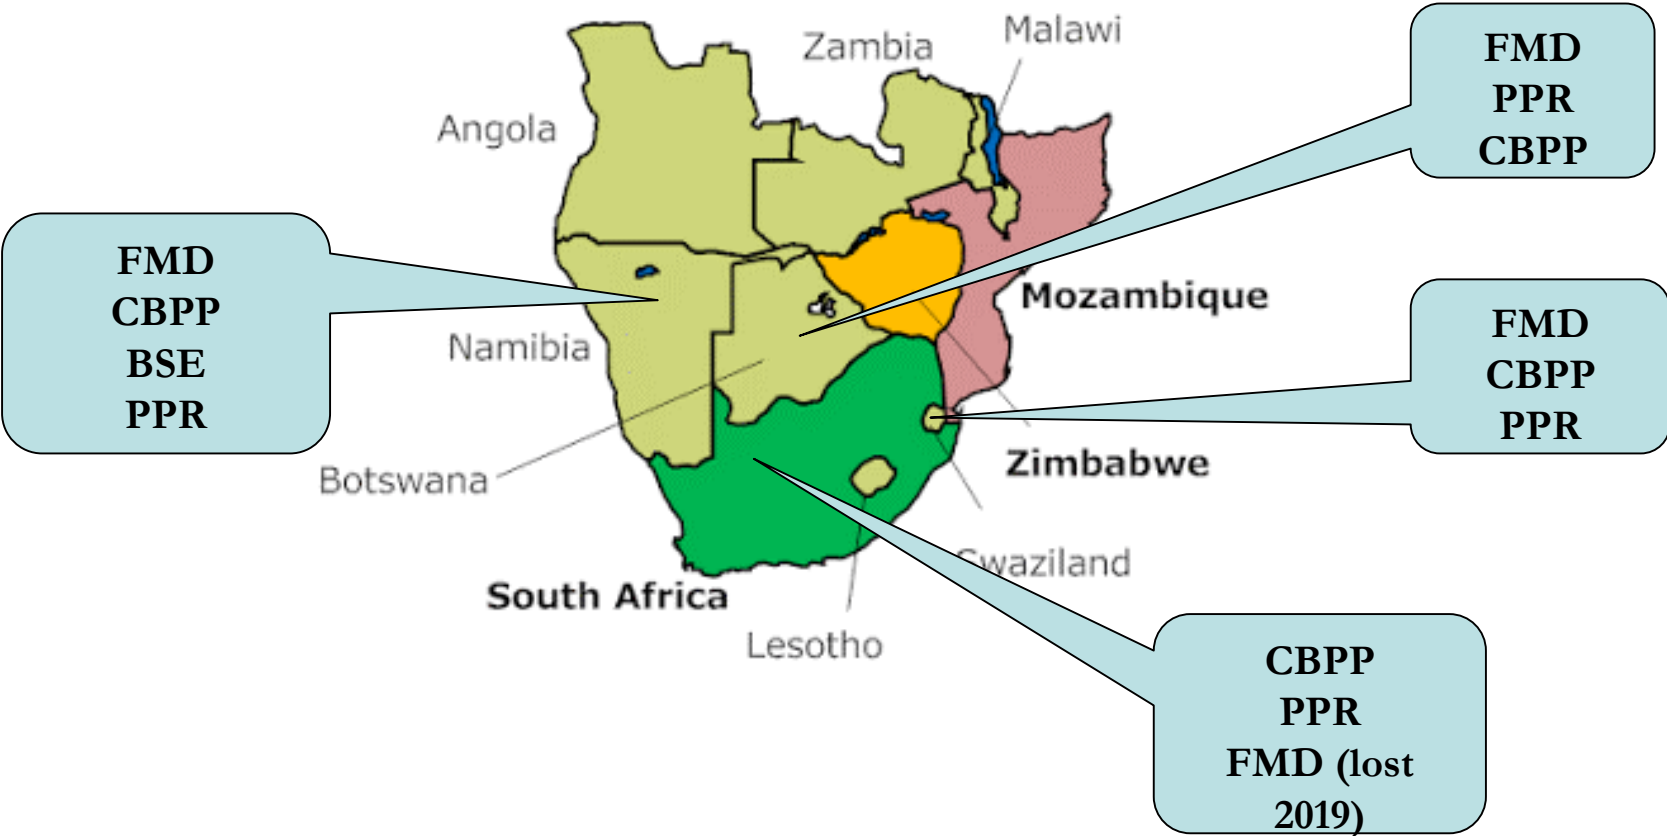 Malawi
Zambia
FMD
PPR
CBPP
Angola
FMD
CBPP
BSE
PPR
Mozambique
FMD
CBPP
PPR
Namibia
Botswana
Zimbabwe
Swaziland
South Africa
Lesotho
CBPP
PPR
FMD (lost
2019)